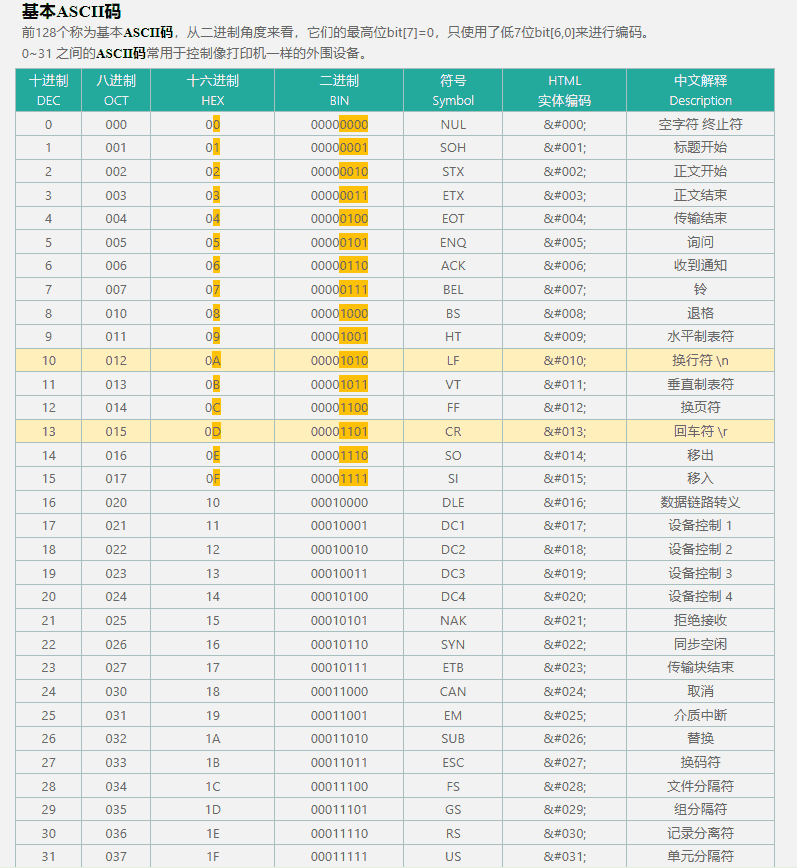 基本ASCII码
前128个称为基本ASCII码，从二进制角度来看，它们的最高位bit[7]=0，只使用了低7位bit[6,0]来进行编码。
0~31 之间的ASCII码常用于控制像打印机一样的外围设备。
十进制 八进制 十六进制 二进制 符号 HTML 中文解释
DEC OCT HEX BIN Symbol 实体编码 Description
0 000 00 00000000 NUL &#000; 空字符 终止符
1 001 01 00000001 SOH &#001; 标题开始
2 002 02 00000010 STX &#002; 正文开始
3 003 03 00000011 ETX &#003; 正文结束
4 004 04 00000100 EOT &#004; 传输结束
5 005 05 00000101 ENQ &#005; 询问
6 006 06 00000110 ACK &#006; 收到通知
7 007 07 00000111 BEL &#007; 铃
8 010 08 00001000 BS &#008; 退格
9 011 09 00001001 HT &#009; 水平制表符
10 012 0A 00001010 LF &#010; 换行符 \n
11 013 0B 00001011 VT &#011; 垂直制表符
12 014 0C 00001100 FF &#012; 换页符
13 015 0D 00001101 CR &#013; 回车符 \r
14 016 0E 00001110 SO &#014; 移出
15 017 0F 00001111 SI &#015; 移入
16 020 10 00010000 DLE &#016; 数据链路转义
17 021 11 00010001 DC1 &#017; 设备控制 1
18 022 12 00010010 DC2 &#018; 设备控制 2
19 023 13 00010011 DC3 &#019; 设备控制 3
20 024 14 00010100 DC4 &#020; 设备控制 4
21 025 15 00010101 NAK &#021; 拒绝接收
22 026 16 00010110 SYN &#022; 同步空闲
23 027 17 00010111 ETB &#023; 传输块结束
24 030 18 00011000 CAN &#024; 取消
25 031 19 00011001 EM &#025; 介质中断
26 032 1A 00011010 SUB &#026; 替换
27 033 1B 00011011 ESC &#027; 换码符
28 034 1C 00011100 FS &#028; 文件分隔符
29 035 1D 00011101 GS &#029; 组分隔符
30 036 1E 00011110 RS &#030; 记录分离符
31 037 1F 00011111 US &#031; 单元分隔符